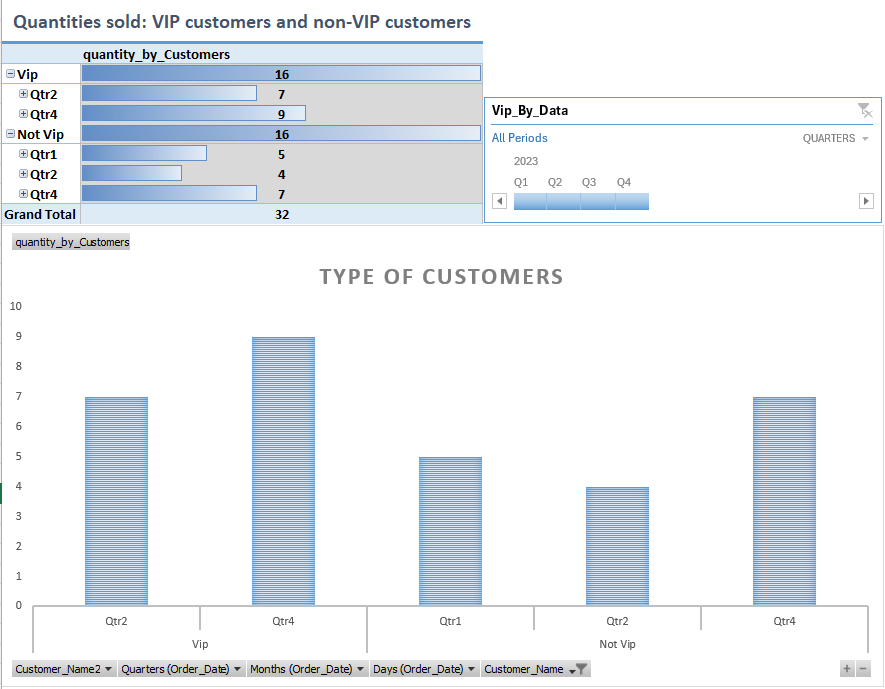 Quantities sold: VIP customers and non-VIP customers
quantity_by_Customers
Vip 16
Qtr2 7
Qtr4 9
Not Vip 16
Qtr1 5
Qtr2 4
Qtr4 7
Grand Total 32
Vip_By_Data
All Periods QUARTERS
2023
Q1 Q2 Q3 Q4
quantity_by_Customers
TYPE OF CUSTOMERS
10
9
8
7
6
5
4
3
2
1
0
Qtr2 Qtr4 Qtr1 Qtr2 Qtr4
Vip Not Vip
Customer_Name2 Quarters (Order_Date) Months (Order_Date) Days (Order_Date) Customer_Name